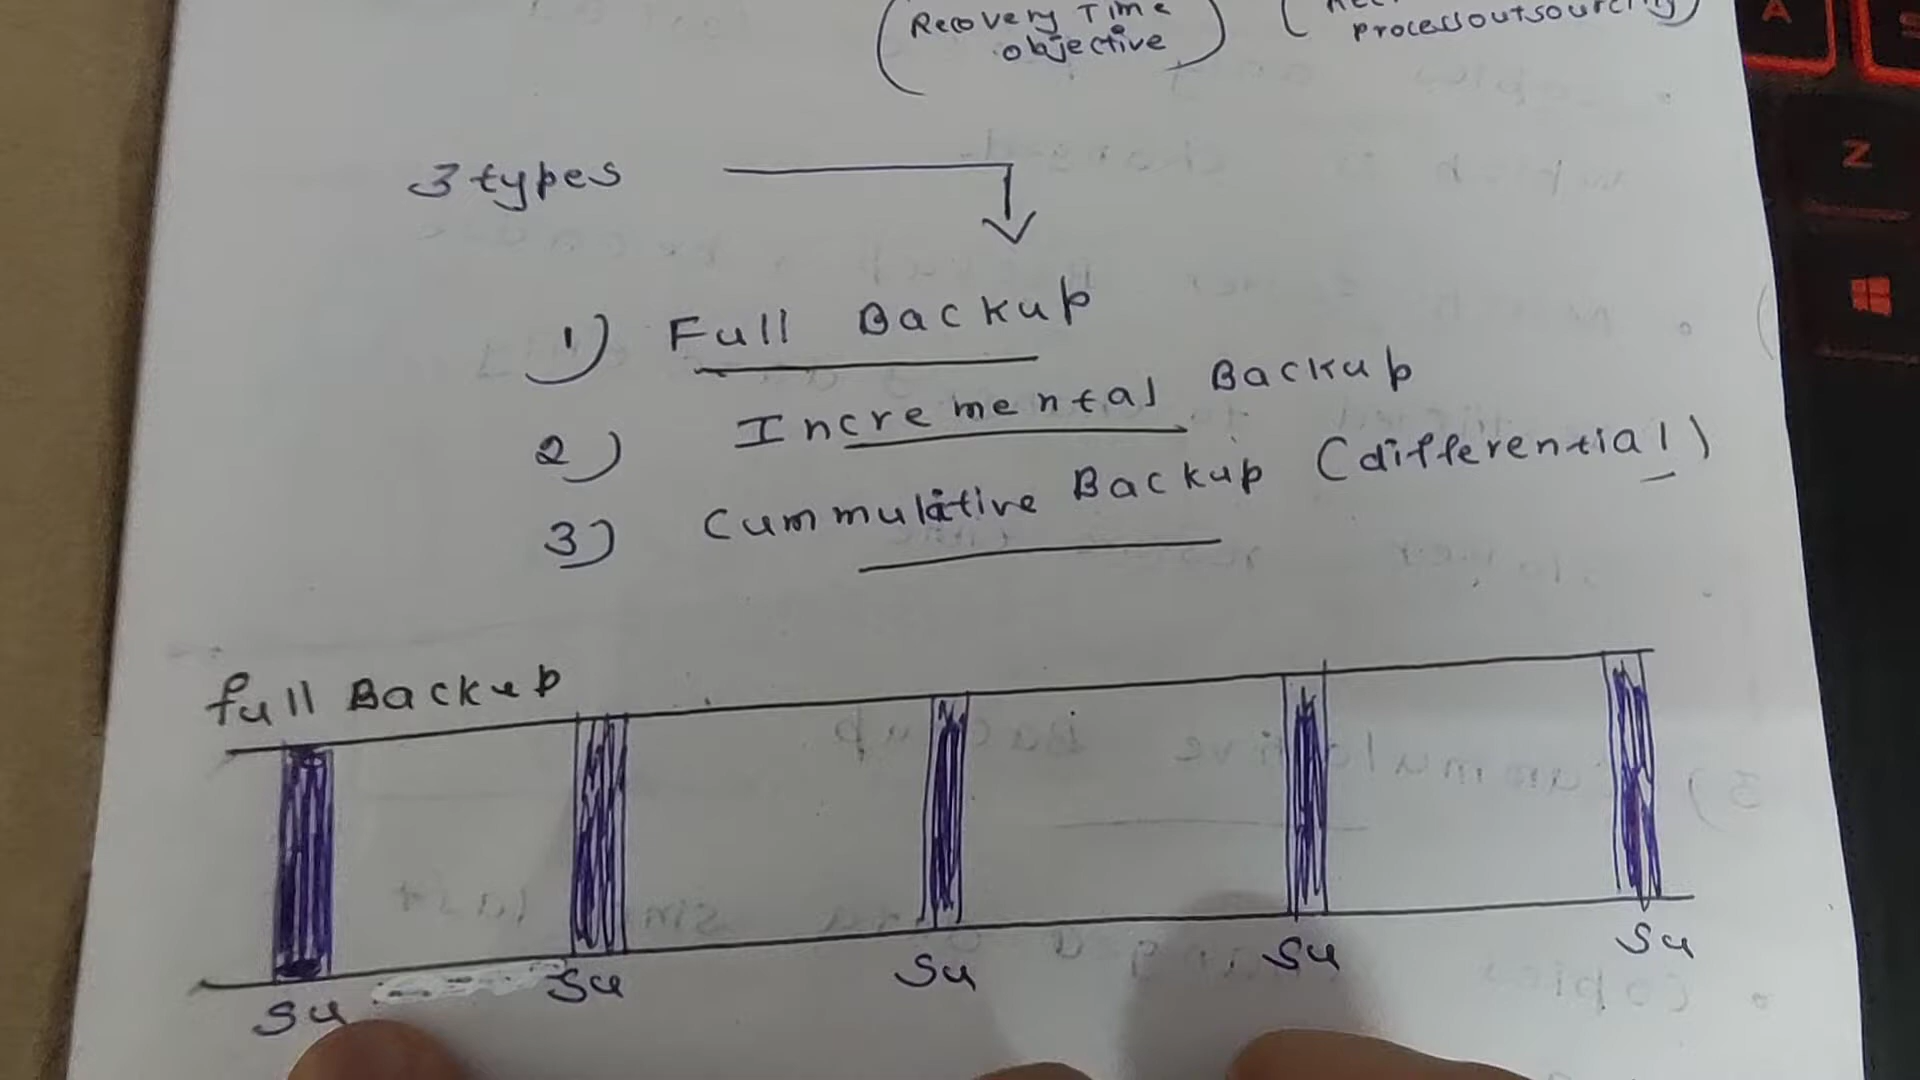 Recovery Time
objective
processoutsourcing
3 types
1) Full Backup
2) Incremental Backup
3) Cummulative Backup (differential)
full Backup
Su Su Su Su Su
A
S
Z